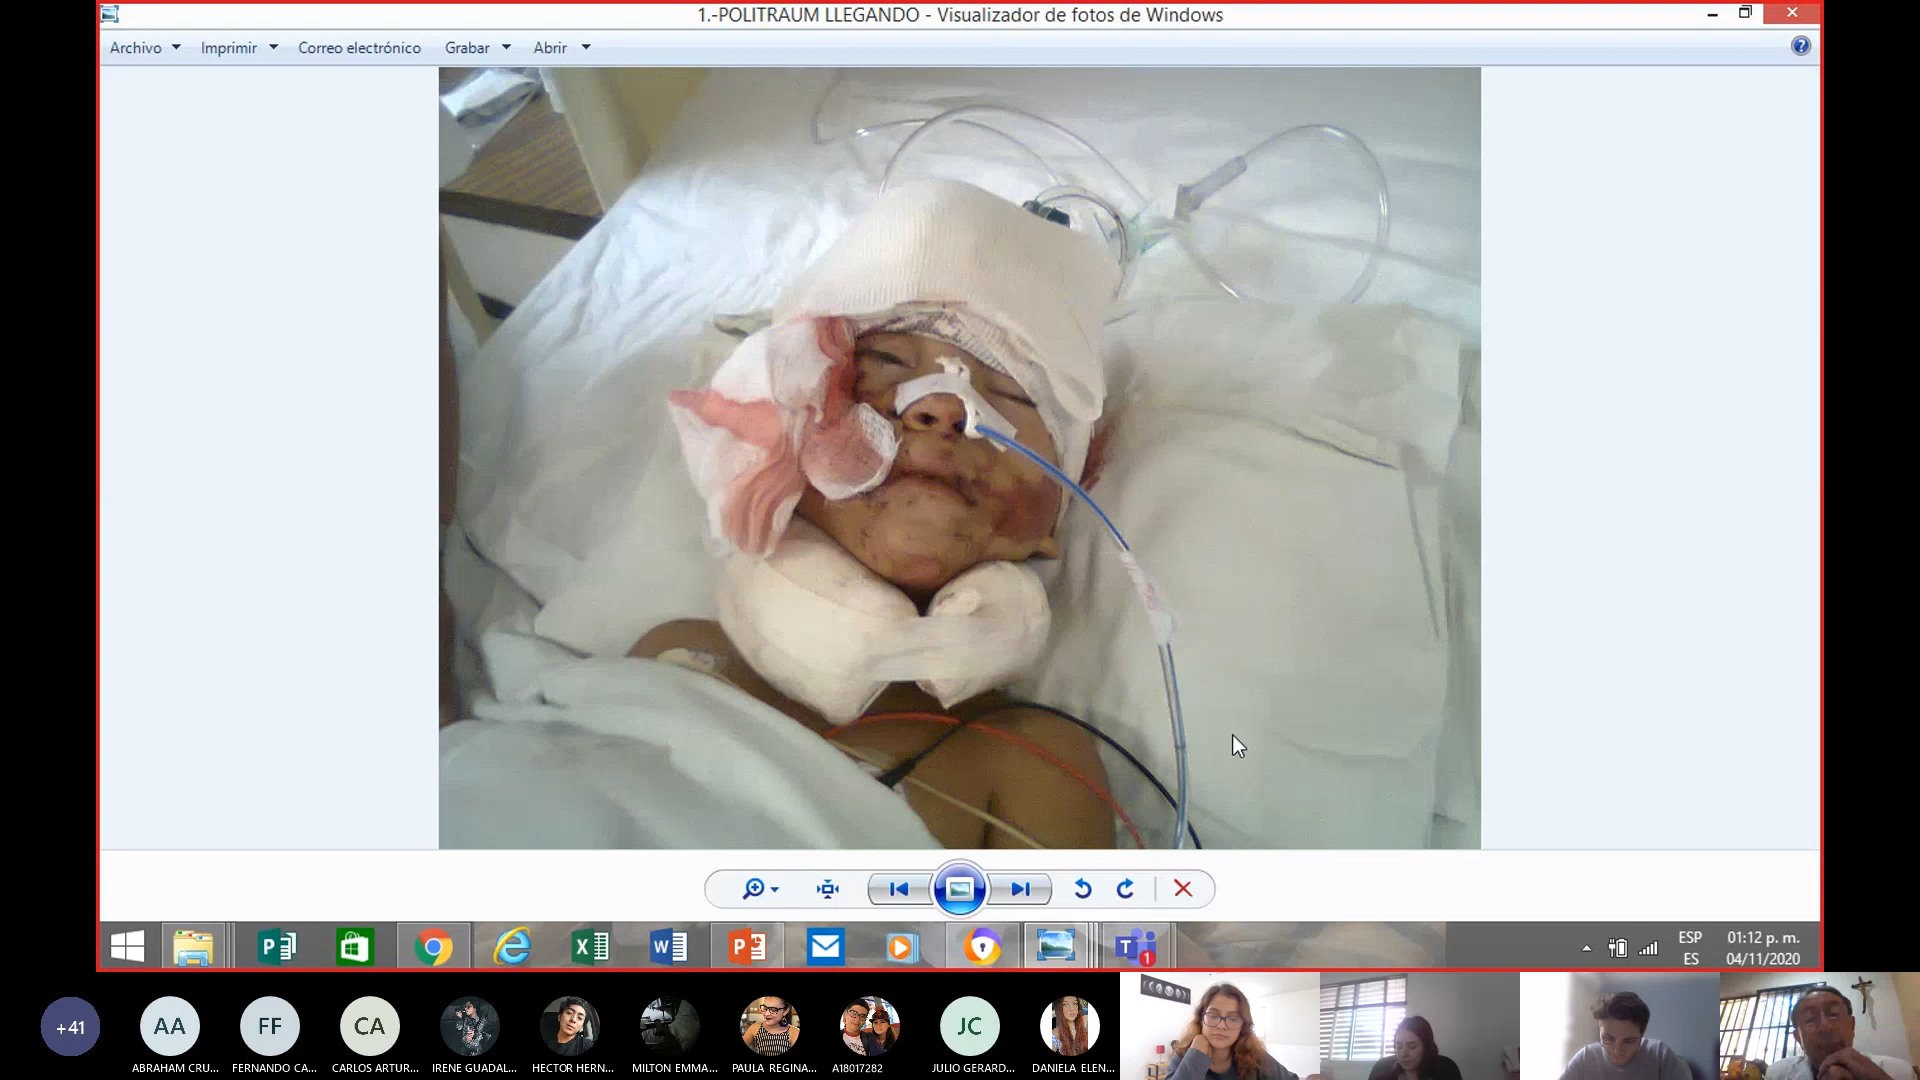 1.-POLITRAUM LLEGANDO - Visualizador de fotos de Windows
Archivo Imprimir Correo electrónico Grabar Abrir
ESP 01:12 p. m.
ES 04/11/2020
+41
AA
FF
CA
JC
ABRAHAM CRU...
FERNANDO CA...
CARLOS ARTUR...
IRENE GUADAL...
HECTOR HERN...
MILTON EMMA...
PAULA REGINA...
A18017282
JULIO GERARD...
DANIELA ELEN...